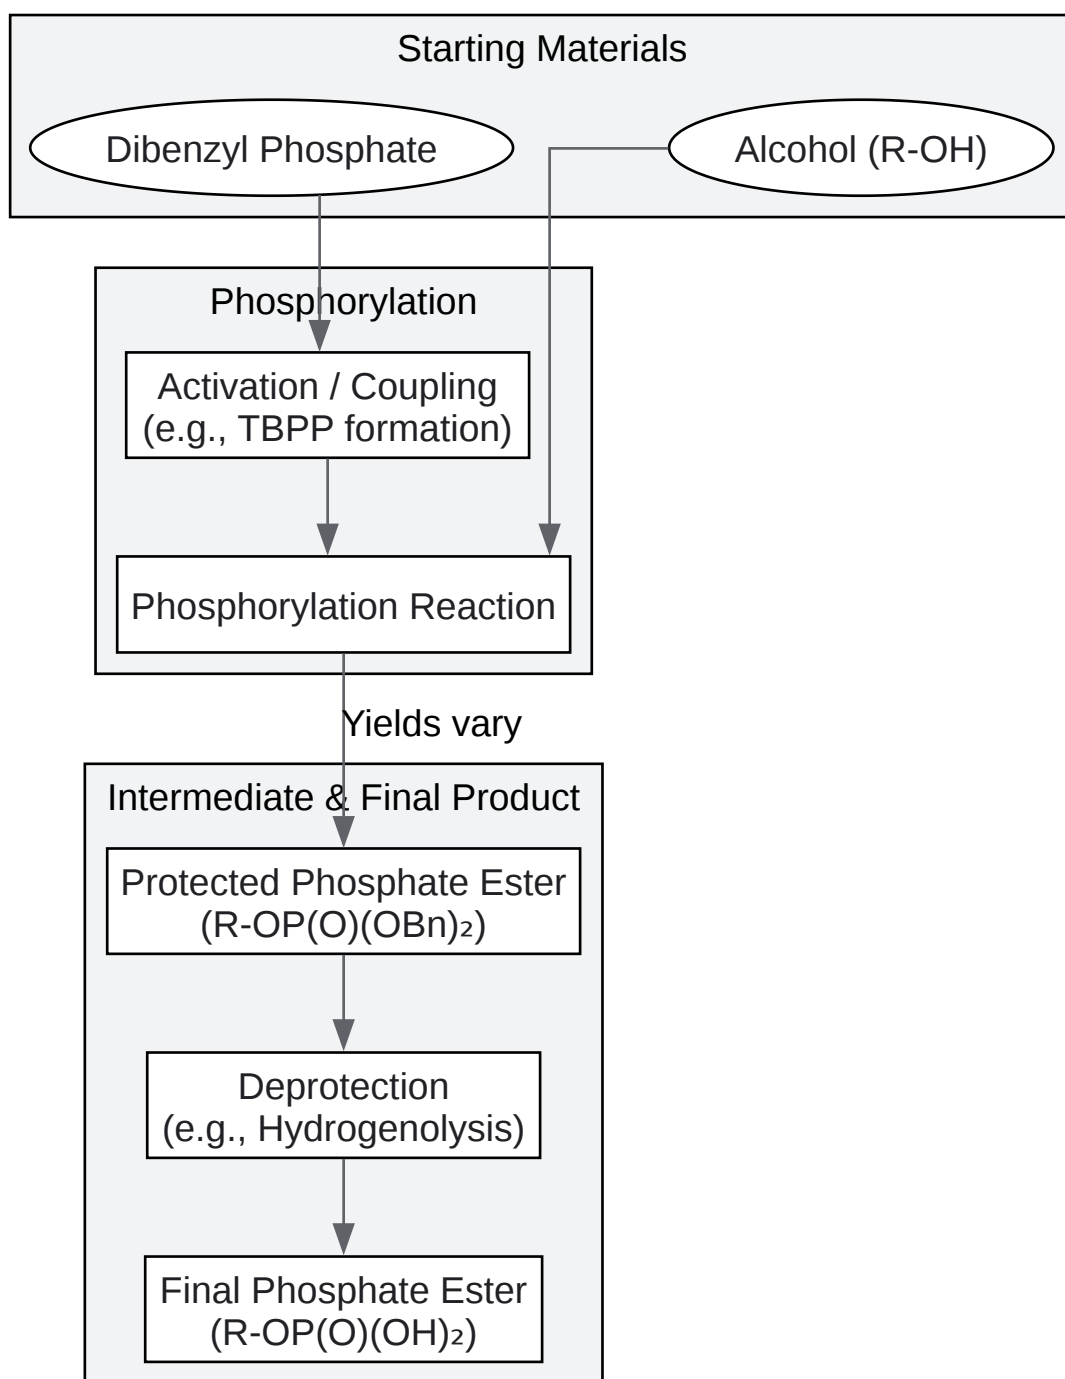 Starting Materials
Dibenzyl Phosphate
Alcohol (R-OH)
Phosphorylation
Activation / Coupling
(e.g., TBPP formation)
Phosphorylation Reaction
Yields vary
Intermediate & Final Product
Protected Phosphate Ester
(R-OP(O)(OBn)₂)
Deprotection
(e.g., Hydrogenolysis)
Final Phosphate Ester
(R-OP(O)(OH)₂)